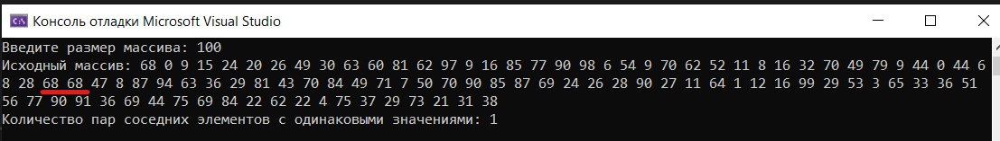 Консоль отладки Microsoft Visual Studio
Введите размер массива: 100
Исходный массив: 68 0 9 15 24 20 26 49 30 63 60 81 62 97 9 16 85 77 90 98 6 54 9 70 62 52 11 8 16 32 70 49 79 9 44 0 44 6
8 28 68 68 47 8 87 94 63 36 29 81 43 70 84 49 71 7 50 70 90 85 87 69 24 26 28 90 27 11 64 1 12 16 99 29 53 3 65 33 36 51
56 77 90 91 36 69 44 75 69 84 22 62 22 4 75 37 29 73 21 31 38
Количество пар соседних элементов с одинаковыми значениями: 1